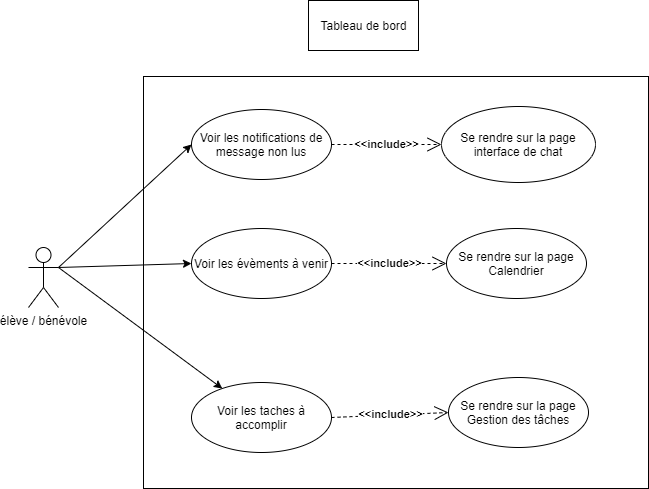 Tableau de bord
Voir les notifications de
message non lus
<<include>>
Se rendre sur la page
interface de chat
Voir les évèments à venir
<<include>>
Se rendre sur la page
Calendrier
élève / bénévole
Voir les taches à
accomplir
<<include>>
Se rendre sur la page
Gestion des tâches